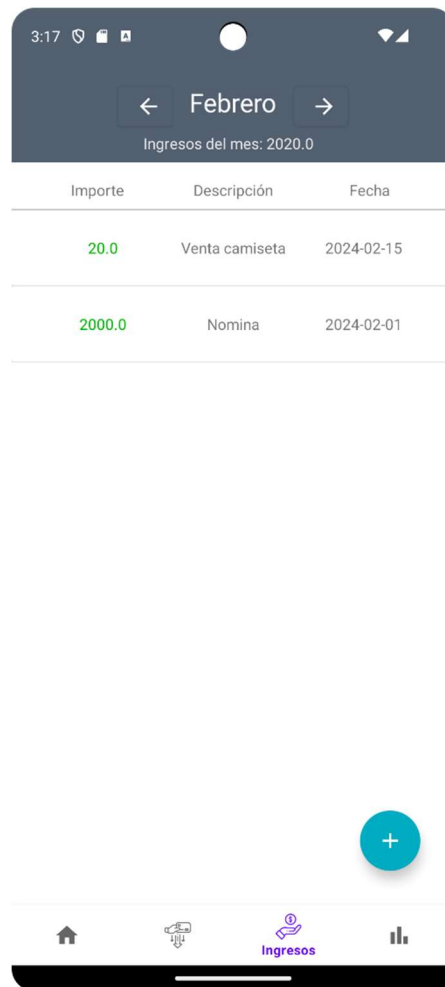 3:17
Febrero
Ingresos del mes: 2020.0
Importe Descripción Fecha
20.0 Venta camiseta 2024-02-15
2000.0 Nomina 2024-02-01
Ingresos